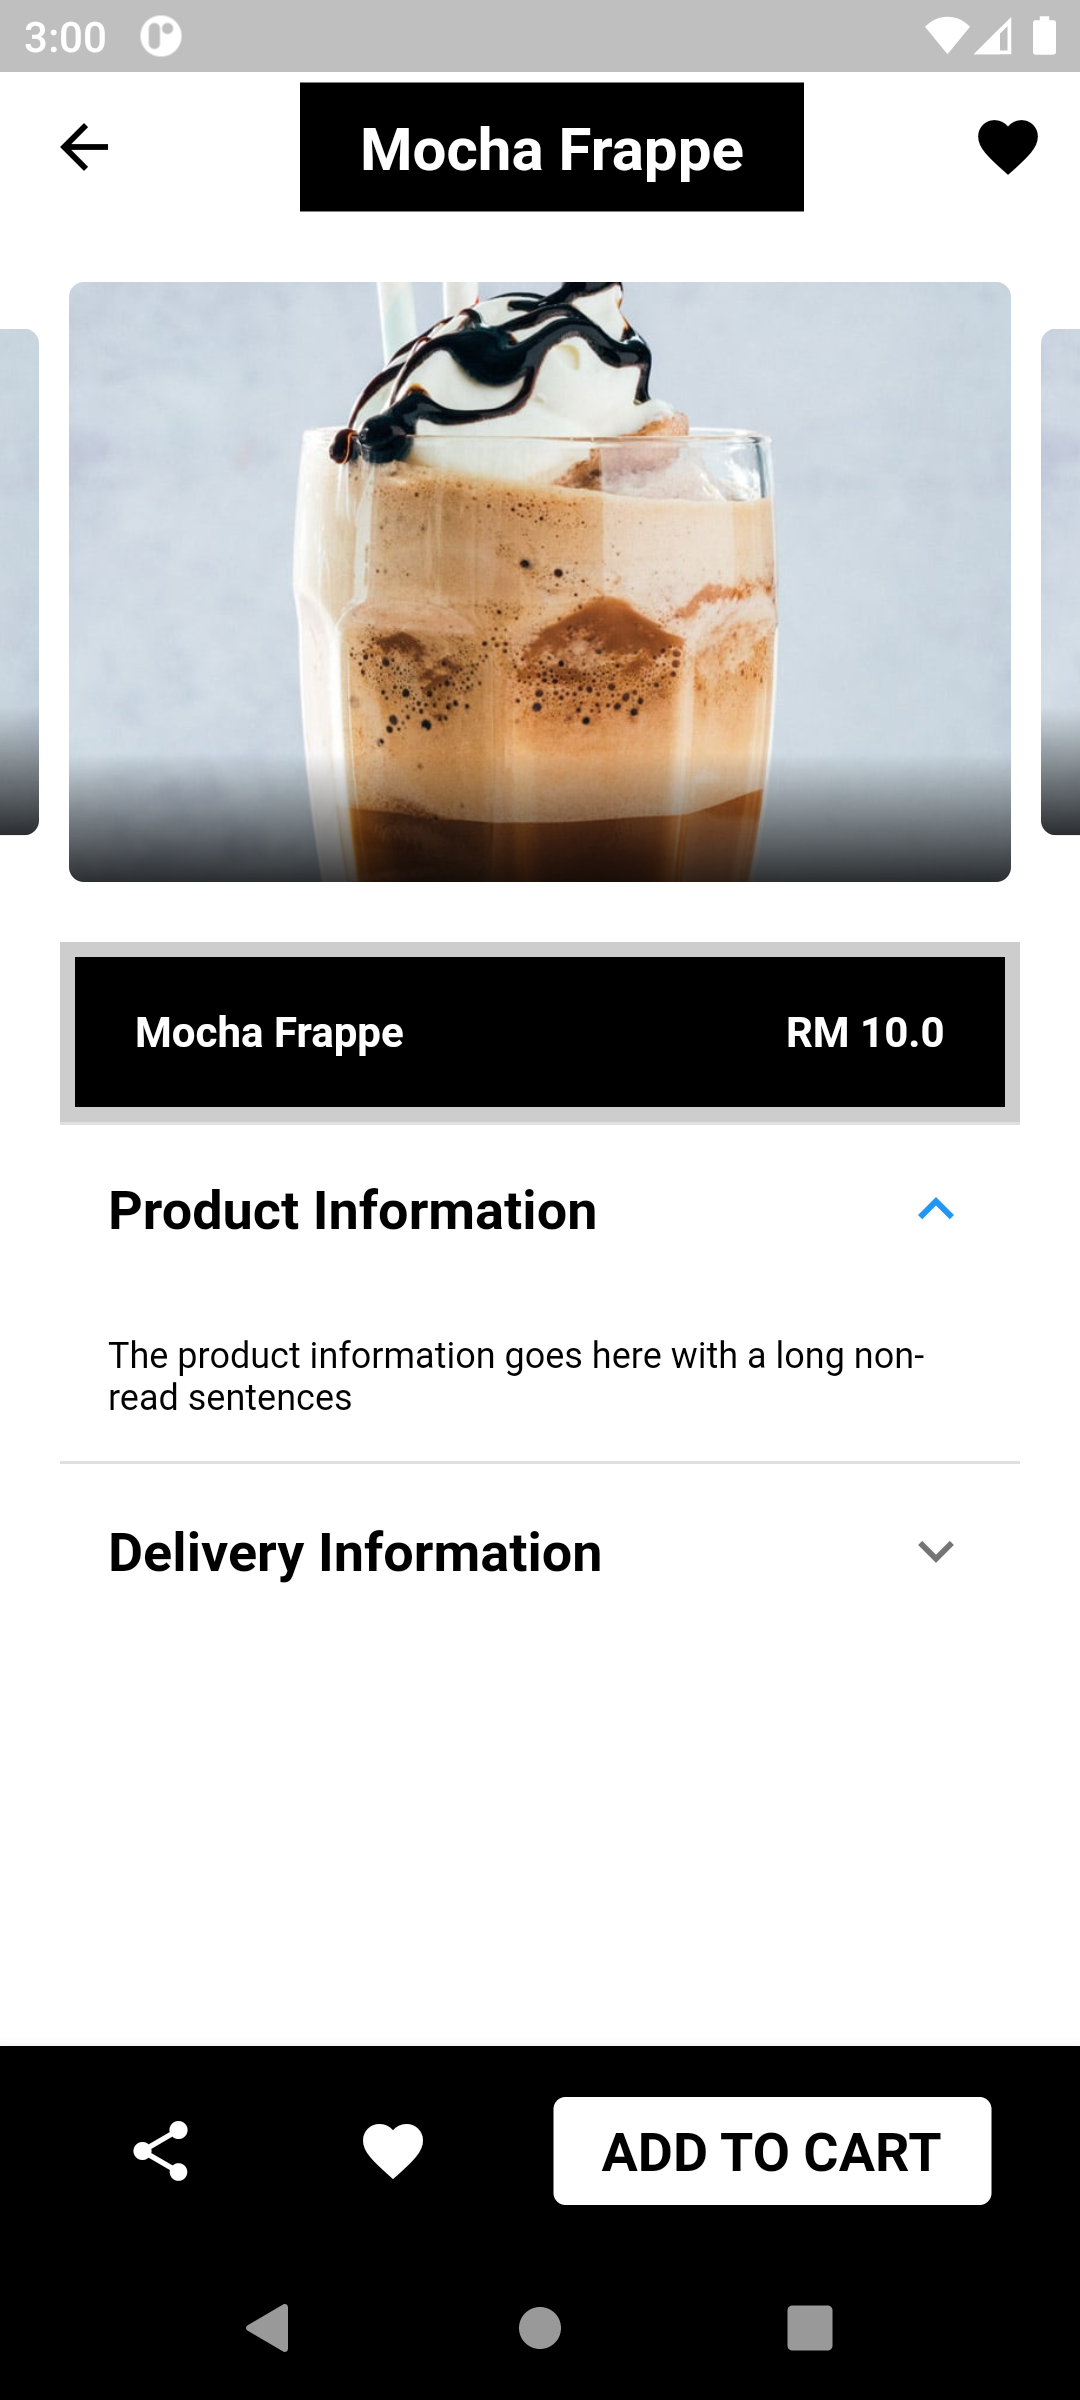 3:00
Mocha Frappe
Mocha Frappe RM 10.0
Product Information
The product information goes here with a long non-
read sentences
Delivery Information
ADD TO CART